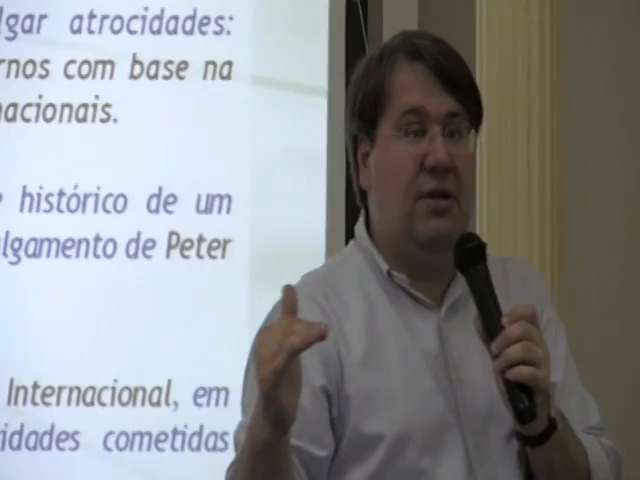 lgar atrocidades:
rnos com base na
nacionais.
e histórico de um
lgamento de Peter
Internacional, em
idades cometidas